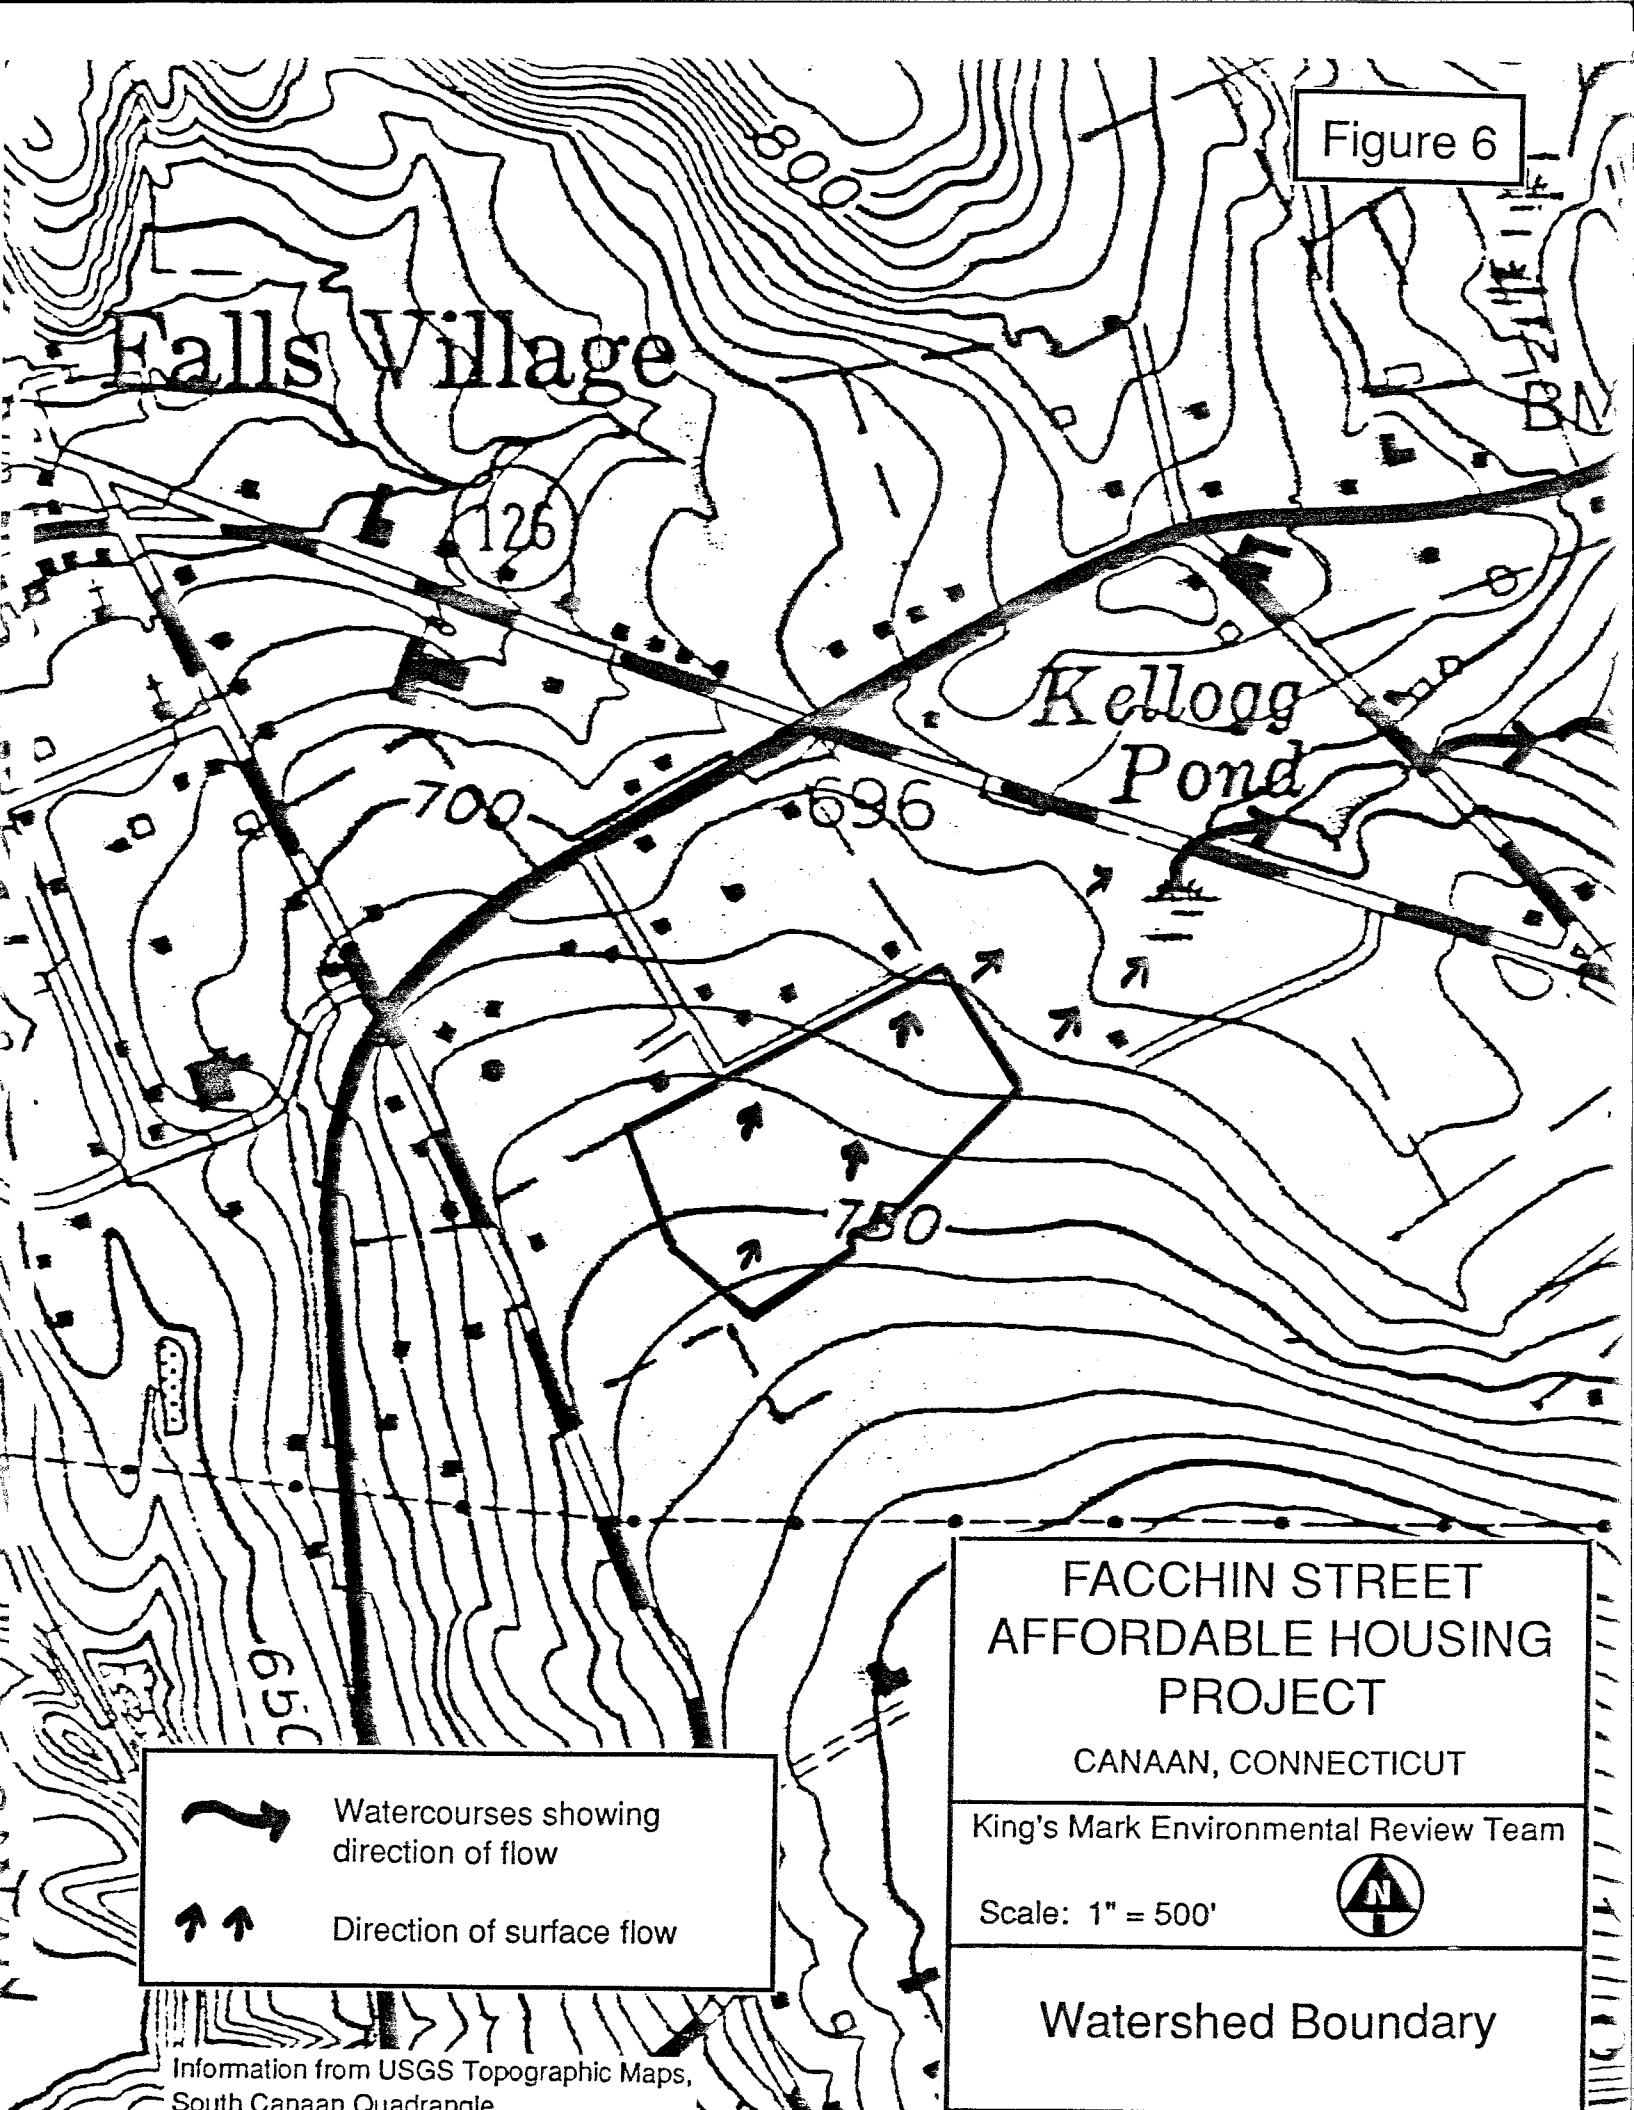 Figure 6
800
Falls Village
126
Kellogg
Pond
BM
700
696
750
650
FACCHIN STREET
AFFORDABLE HOUSING
PROJECT
CANAAN, CONNECTICUT
King's Mark Environmental Review Team
Scale: 1" = 500'
N
Watershed Boundary
Watercourses showing
direction of flow
Direction of surface flow
Information from USGS Topographic Maps,
South Canaan Quadrangle